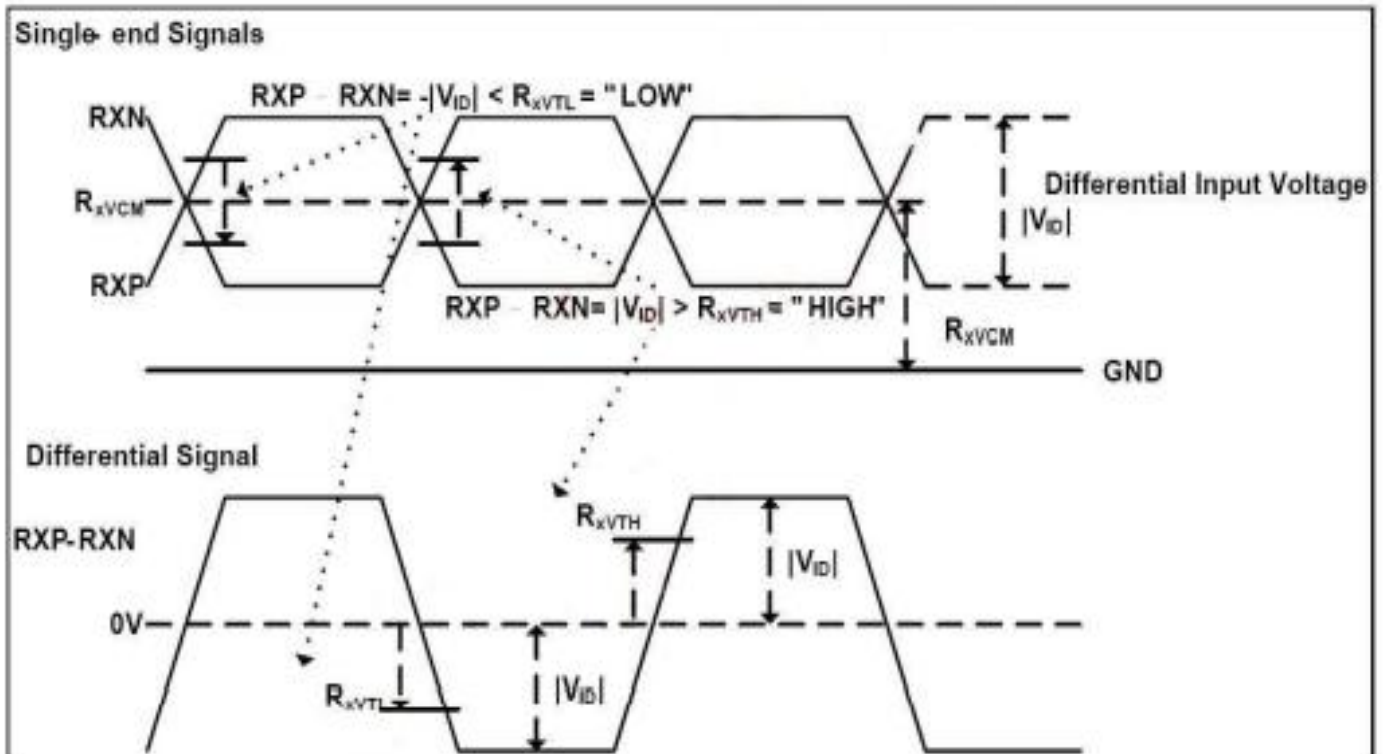 Single- end Signals
RXP - RXN= -|VID| < RxVTL = "LOW"
RXN
RxVCM
Differential Input Voltage
|VID|
RXP
RXP - RXN= |VID| > RxVTH = "HIGH"
RxVCM
GND
Differential Signal
RxVTH
RXP-RXN
|VID|
0V
RxVTL
|VID|